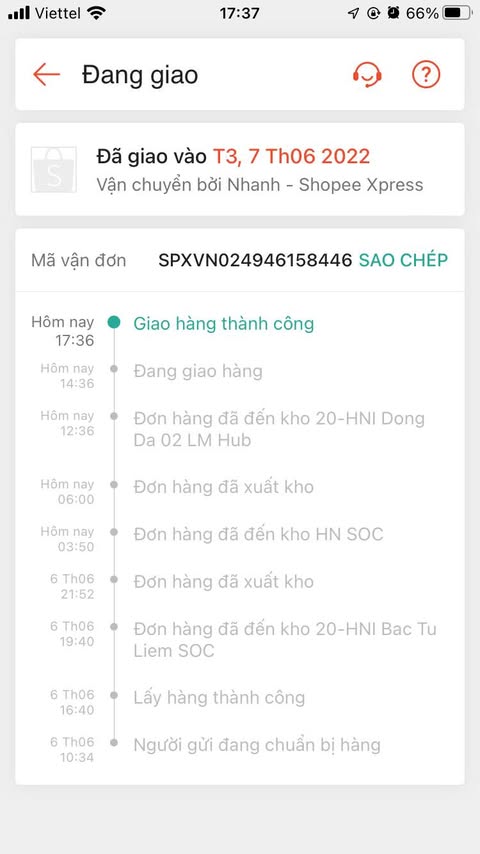 Viettel 17:37 66%
Đang giao
?
Đã giao vào T3, 7 Th06 2022
Vận chuyển bởi Nhanh - Shopee Xpress
S
Mã vận đơn SPXVN024946158446 SAO CHÉP
Hôm nay
17:36
Giao hàng thành công
Hôm nay
14:36
Đang giao hàng
Hôm nay
12:36
Đơn hàng đã đến kho 20-HNI Dong
Da 02 LM Hub
Hôm nay
06:00
Đơn hàng đã xuất kho
Hôm nay
03:50
Đơn hàng đã đến kho HN SOC
6 Th06
21:52
Đơn hàng đã xuất kho
6 Th06
19:40
Đơn hàng đã đến kho 20-HNI Bac Tu
Liem SOC
6 Th06
16:40
Lấy hàng thành công
6 Th06
10:34
Người gửi đang chuẩn bị hàng